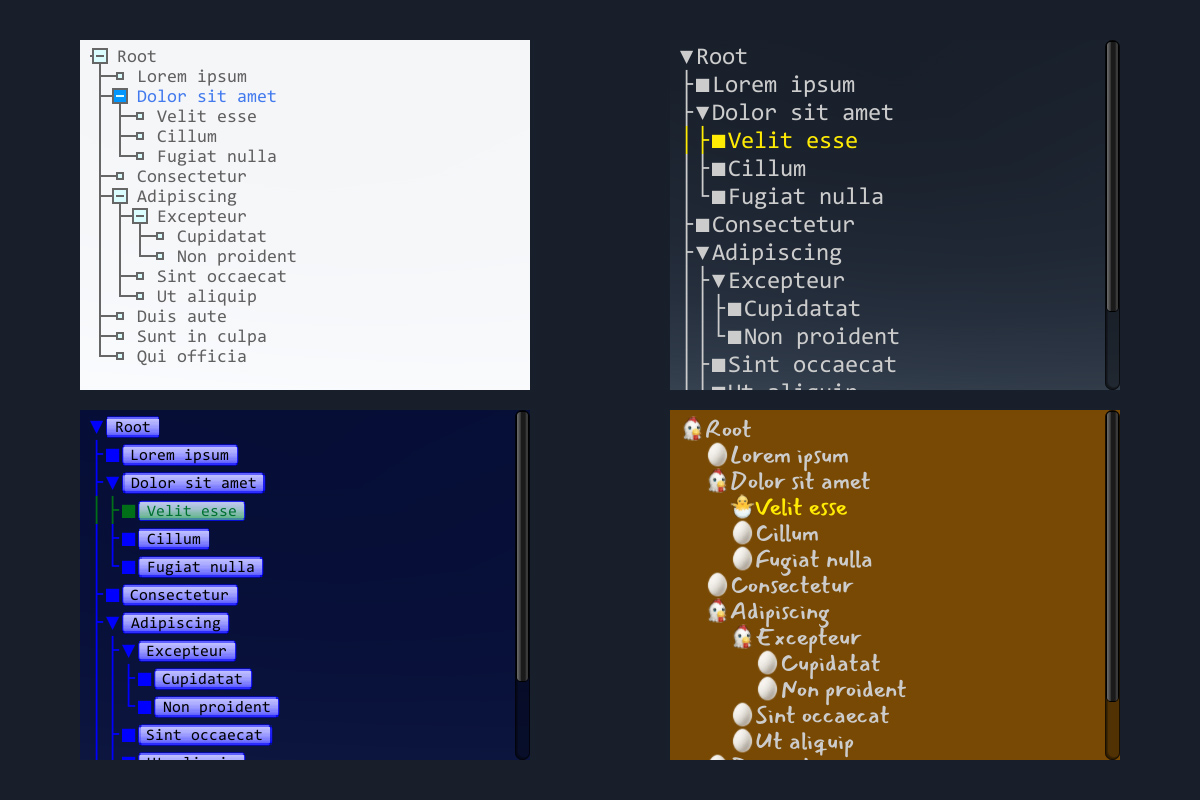 Root
Lorem ipsum
Dolor sit amet
Velit esse
Cillum
Fugiat nulla
Consectetur
Adipiscing
Excepteur
Cupidatat
Non proident
Sint occaecat
Ut aliquip
Duis aute
Sunt in culpa
Qui officia
Root
Lorem ipsum
Dolor sit amet
Velit esse
Cillum
Fugiat nulla
Consectetur
Adipiscing
Excepteur
Cupidatat
Non proident
Sint occaecat
Ut aliquip
Root
Lorem ipsum
Dolor sit amet
Velit esse
Cillum
Fugiat nulla
Consectetur
Adipiscing
Excepteur
Cupidatat
Non proident
Sint occaecat
Root
Lorem ipsum
Dolor sit amet
Velit esse
Cillum
Fugiat nulla
Consectetur
Adipiscing
Excepteur
Cupidatat
Non proident
Sint occaecat
Ut aliquip